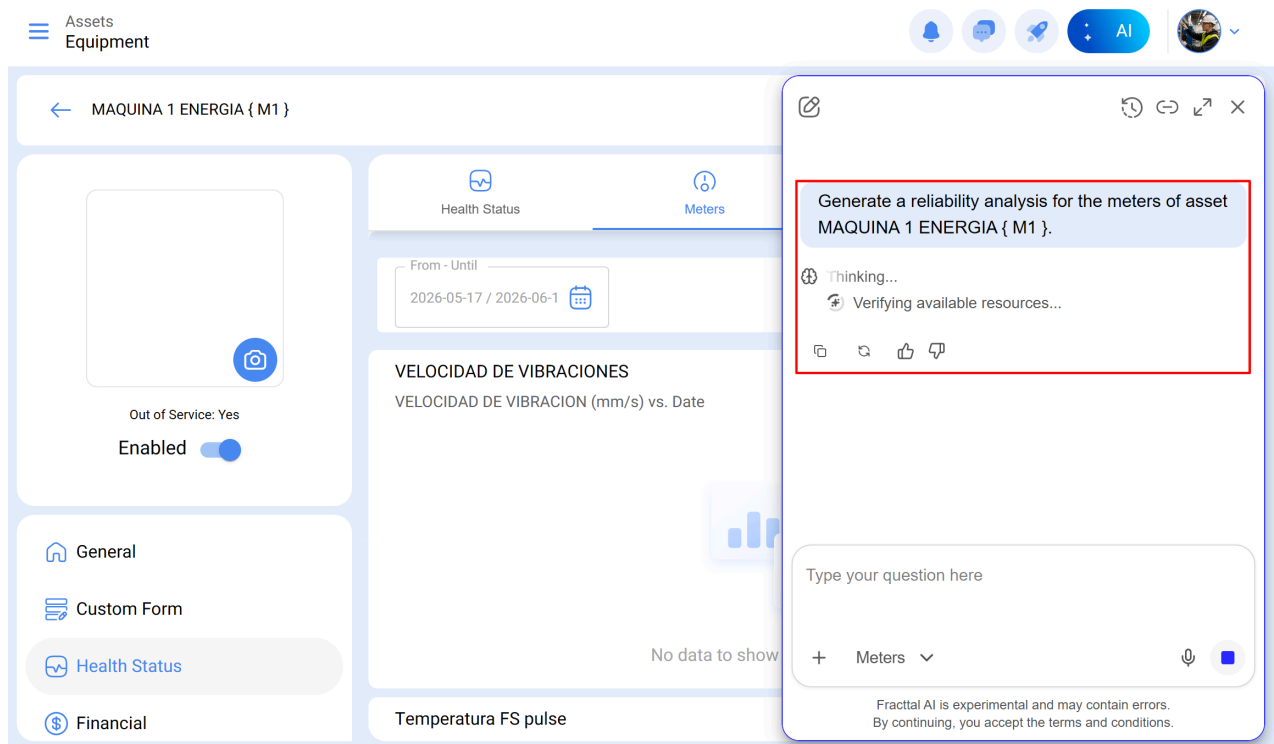 Assets
Equipment
AI
MAQUINA 1 ENERGIA { M1 }
Out of Service: Yes
Enabled
General
Custom Form
Health Status
Financial
Health Status
Meters
From - Until
2026-05-17 / 2026-06-1
VELOCIDAD DE VIBRACIONES
VELOCIDAD DE VIBRACION (mm/s) vs. Date
No data to show
Temperatura FS pulse
Generate a reliability analysis for the meters of asset
MAQUINA 1 ENERGIA { M1 }.
Thinking...
Verifying available resources...
Type your question here
Meters
Fracttal AI is experimental and may contain errors.
By continuing, you accept the terms and conditions.